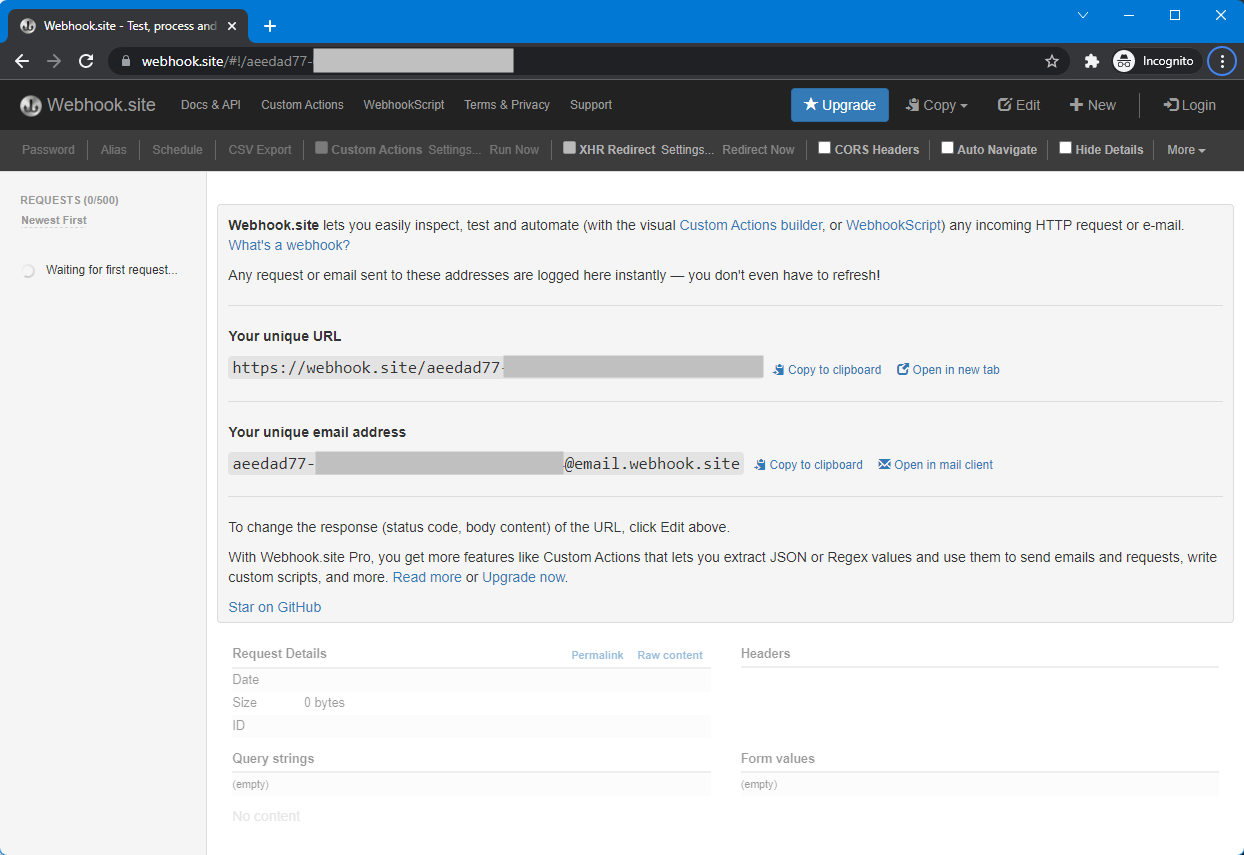 Webhook.site - Test, process and
webhook.site/#!/aeedad77-
Incognito
Webhook.site Docs & API Custom Actions WebhookScript Terms & Privacy Support Upgrade Copy Edit New Login
Password Alias Schedule CSV Export Custom Actions Settings... Run Now XHR Redirect Settings... Redirect Now CORS Headers Auto Navigate Hide Details More
REQUESTS (0/500)
Newest First
Waiting for first request...
Webhook.site lets you easily inspect, test and automate (with the visual Custom Actions builder, or WebhookScript) any incoming HTTP request or e-mail.
What's a webhook?
Any request or email sent to these addresses are logged here instantly — you don't even have to refresh!
Your unique URL
https://webhook.site/aeedad77- Copy to clipboard Open in new tab
Your unique email address
aeedad77- @email.webhook.site Copy to clipboard Open in mail client
To change the response (status code, body content) of the URL, click Edit above.
With Webhook.site Pro, you get more features like Custom Actions that lets you extract JSON or Regex values and use them to send emails and requests, write
custom scripts, and more. Read more or Upgrade now.
Star on GitHub
Request Details Permalink Raw content
Date
Size 0 bytes
ID
Headers
Query strings
(empty)
Form values
(empty)
No content